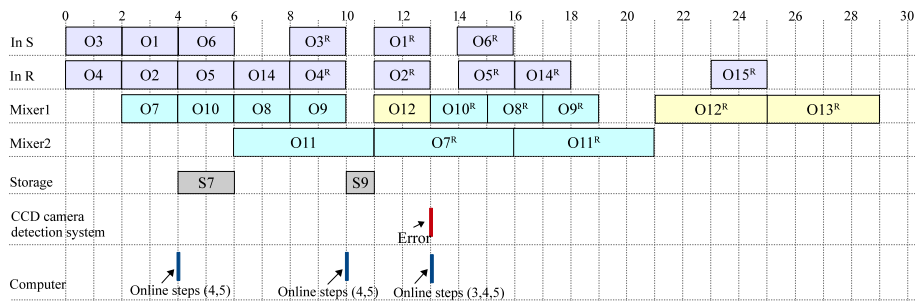 0 2 4 6 8 10 12 14 16 18 20 22 24 26 28 30
In S O3 O1 O6 O3ᴿ O1ᴿ O6ᴿ
In R O4 O2 O5 O14 O4ᴿ O2ᴿ O5ᴿ O14ᴿ O15ᴿ
Mixer1 O7 O10 O8 O9 O12 O10ᴿ O8ᴿ O9ᴿ O12ᴿ O13ᴿ
Mixer2 O11 O7ᴿ O11ᴿ
Storage S7 S9
CCD camera
detection system
Error
Computer
Online steps (4,5) Online steps (4,5) Online steps (3,4,5)